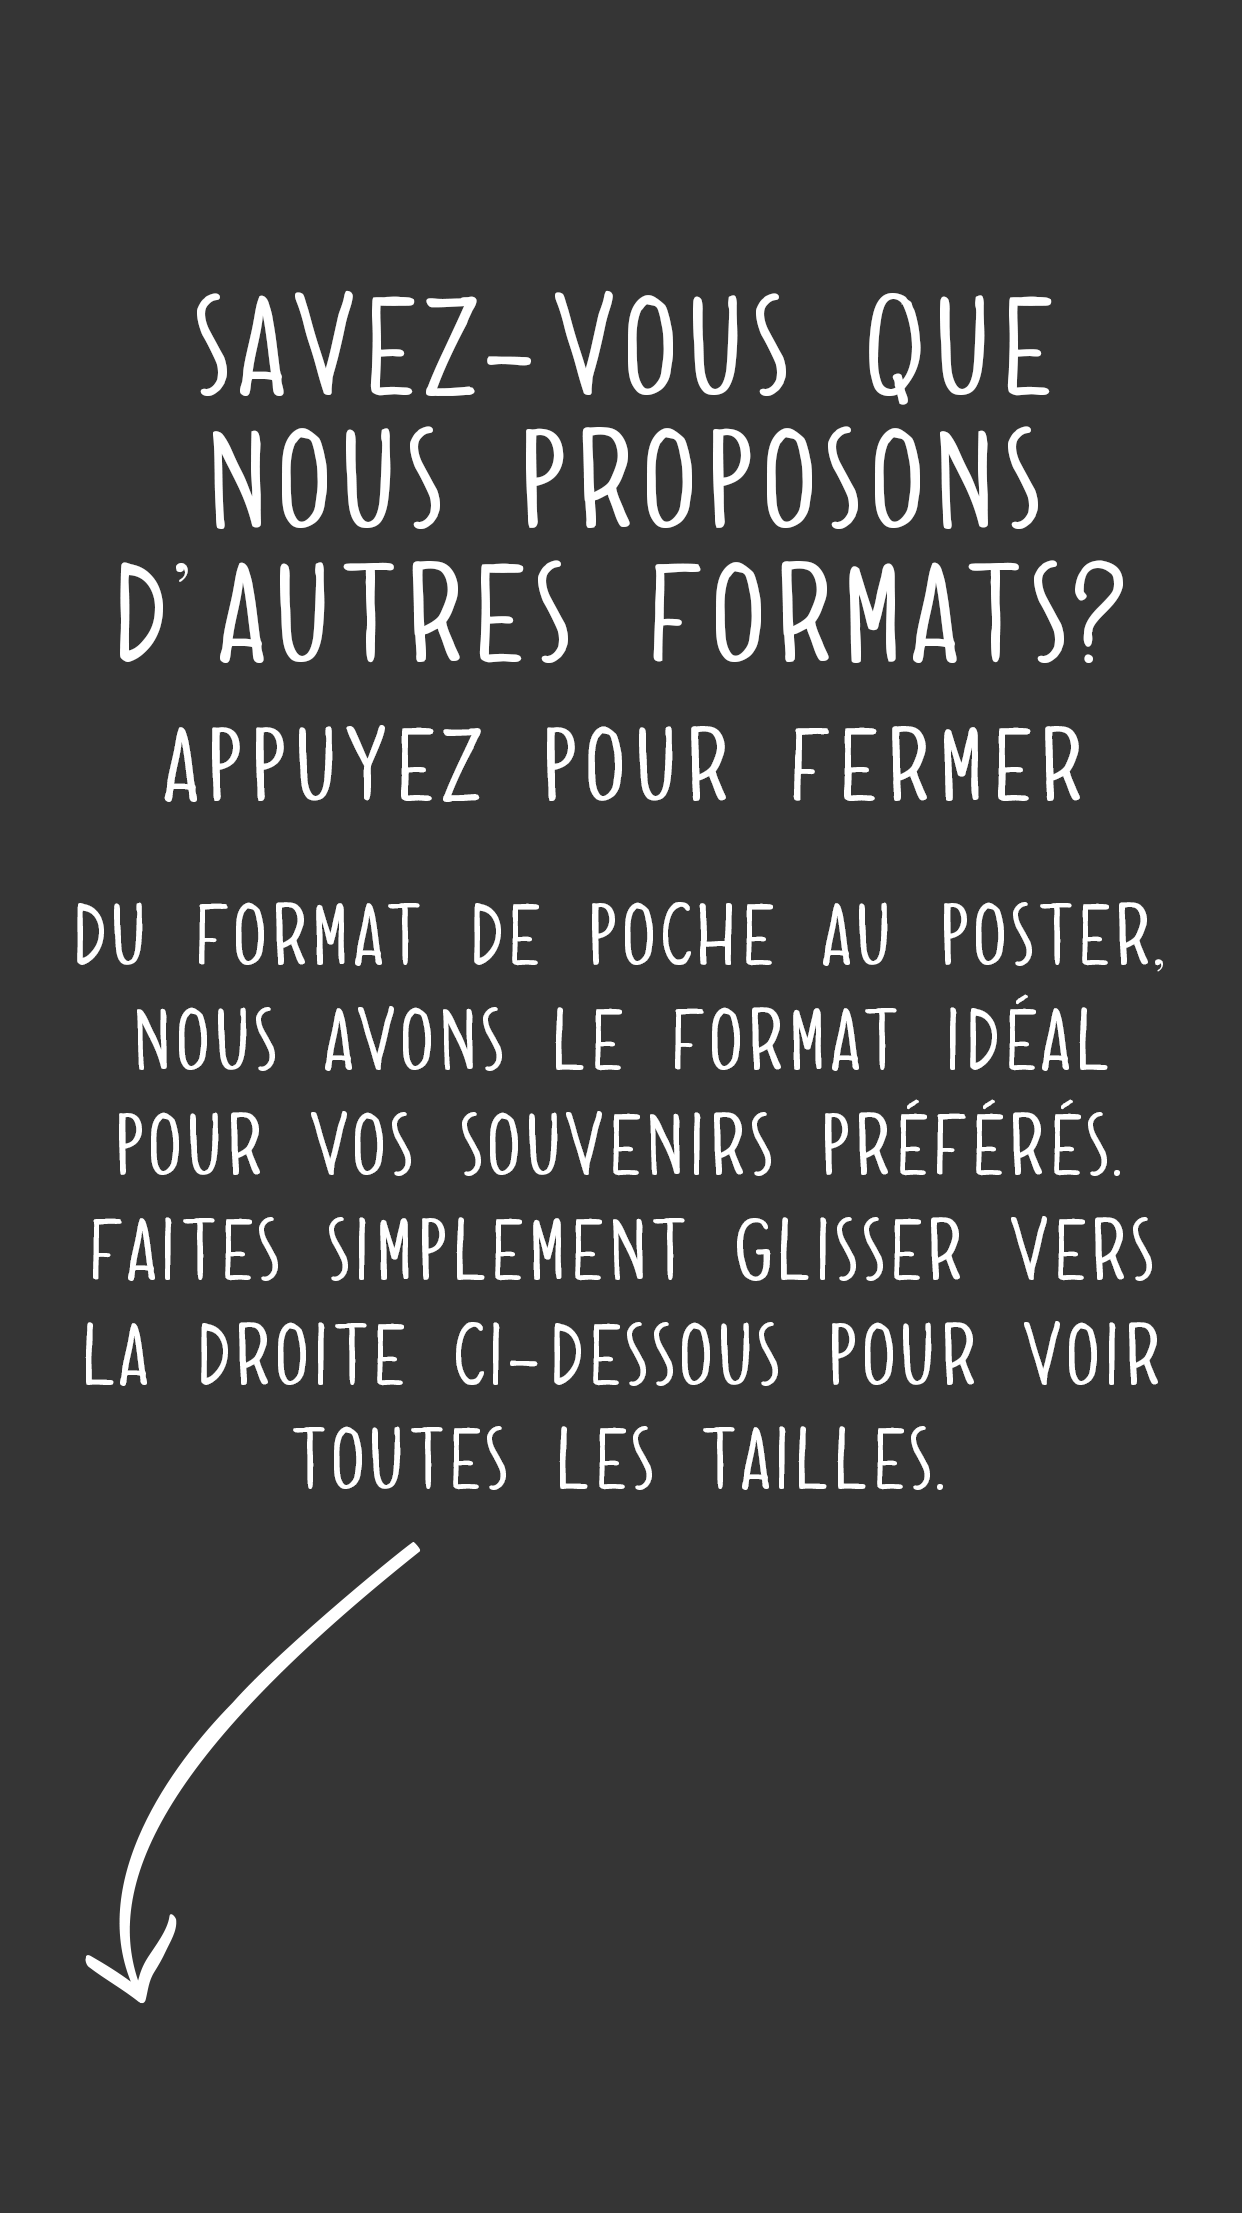 SAVEZ-VOUS QUE
NOUS PROPOSONS
D'AUTRES FORMATS?
APPUYEZ POUR FERMER
DU FORMAT DE POCHE AU POSTER,
NOUS AVONS LE FORMAT IDÉAL
POUR VOS SOUVENIRS PRÉFÉRÉS.
FAITES SIMPLEMENT GLISSER VERS
LA DROITE CI-DESSOUS POUR VOIR
TOUTES LES TAILLES.